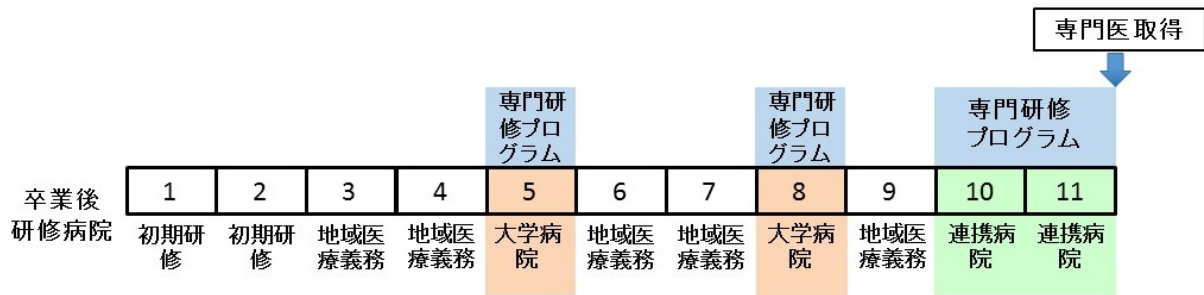 専門医取得
専門研
修プロ
グラム
専門研
修プロ
グラム
専門研修
プログラム
卒業後
研修病院
1
2
3
4
5
6
7
8
9
10
11
初期研
修
初期研
修
地域医
療義務
地域医
療義務
大学病
院
地域医
療義務
地域医
療義務
大学病
院
地域医
療義務
連携病
院
連携病
院